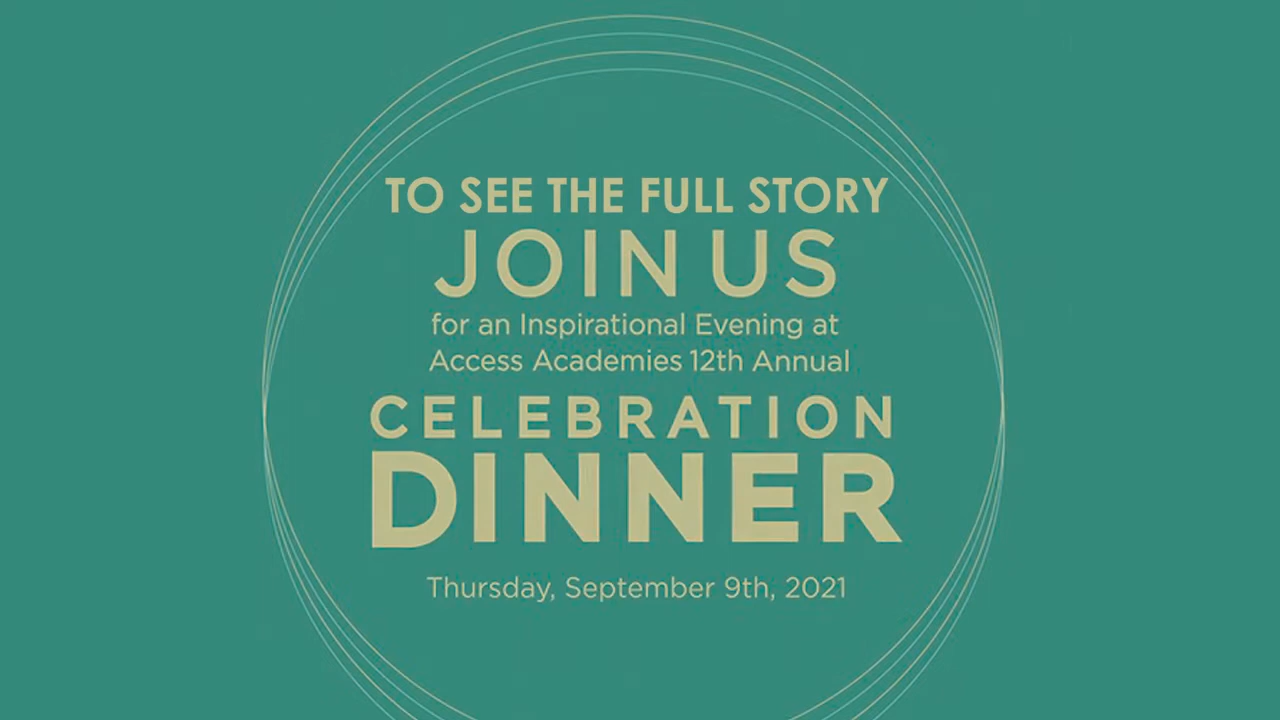 TO SEE THE FULL STORY
JOIN US
for an Inspirational Evening at
Access Academies 12th Annual
CELEBRATION
DINNER
Thursday, September 9th, 2021